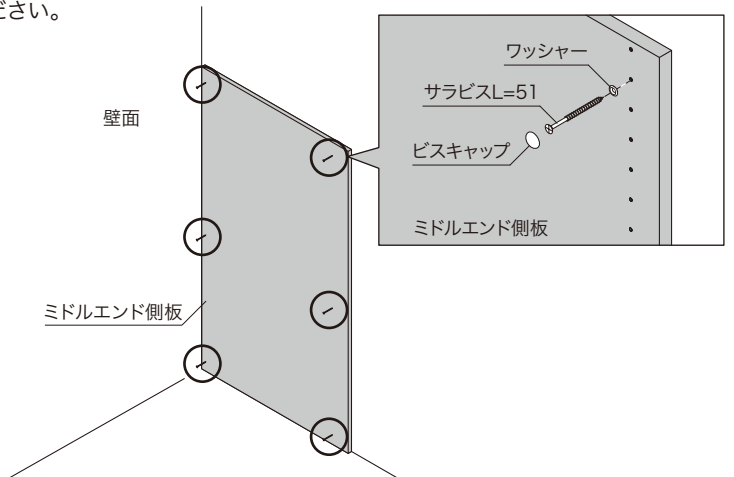 ださい。
ワッシャー
サラビスL=51
壁面
ビスキャップ
ミドルエンド側板
ミドルエンド側板